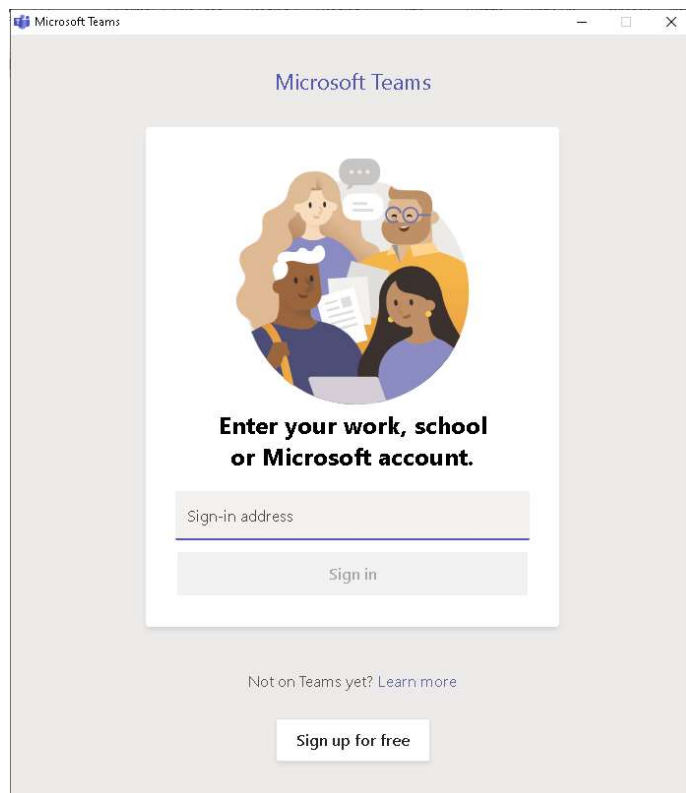 Microsoft Teams
Microsoft Teams
Enter your work, school
or Microsoft account.
Sign-in address
Sign in
Not on Teams yet? Learn more
Sign up for free